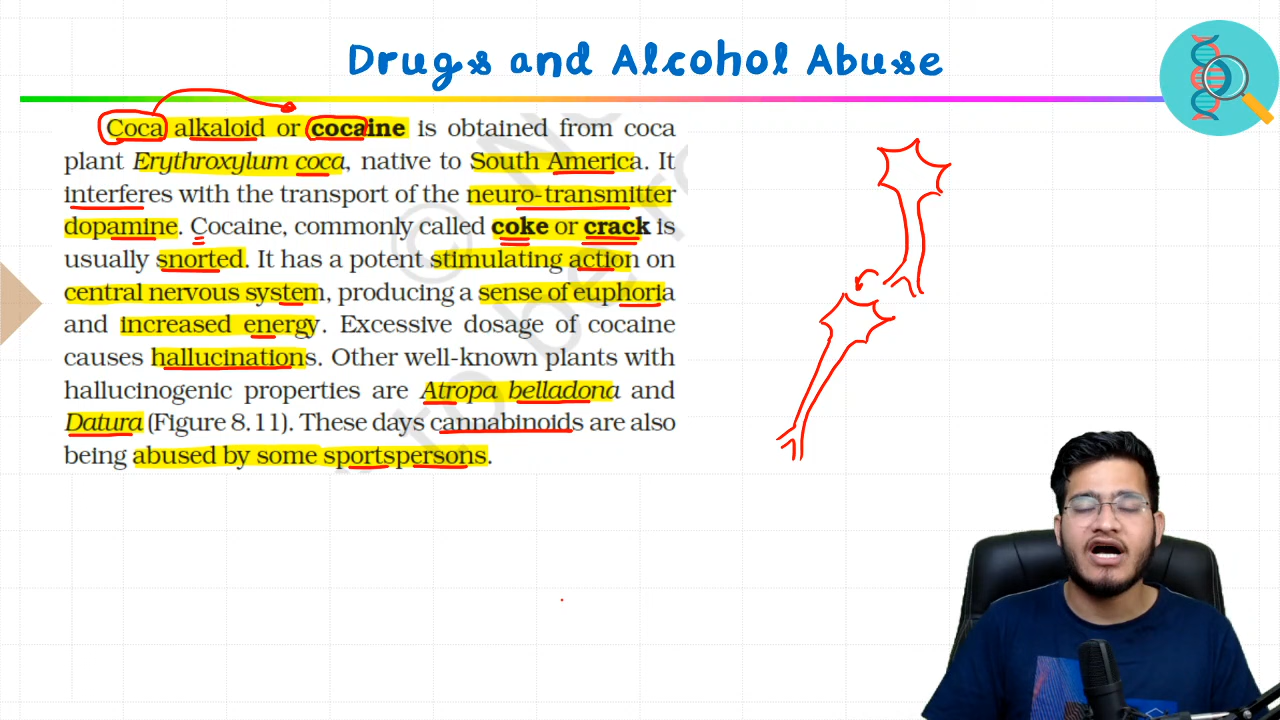 Drugs and Alcohol Abuse
Coca alkaloid or cocaine is obtained from coca
plant Erythroxylum coca, native to South America. It
interferes with the transport of the neuro-transmitter
dopamine. Cocaine, commonly called coke or crack is
usually snorted. It has a potent stimulating action on
central nervous system, producing a sense of euphoria
and increased energy. Excessive dosage of cocaine
causes hallucinations. Other well-known plants with
hallucinogenic properties are Atropa belladona and
Datura (Figure 8.11). These days cannabinoids are also
being abused by some sportspersons.